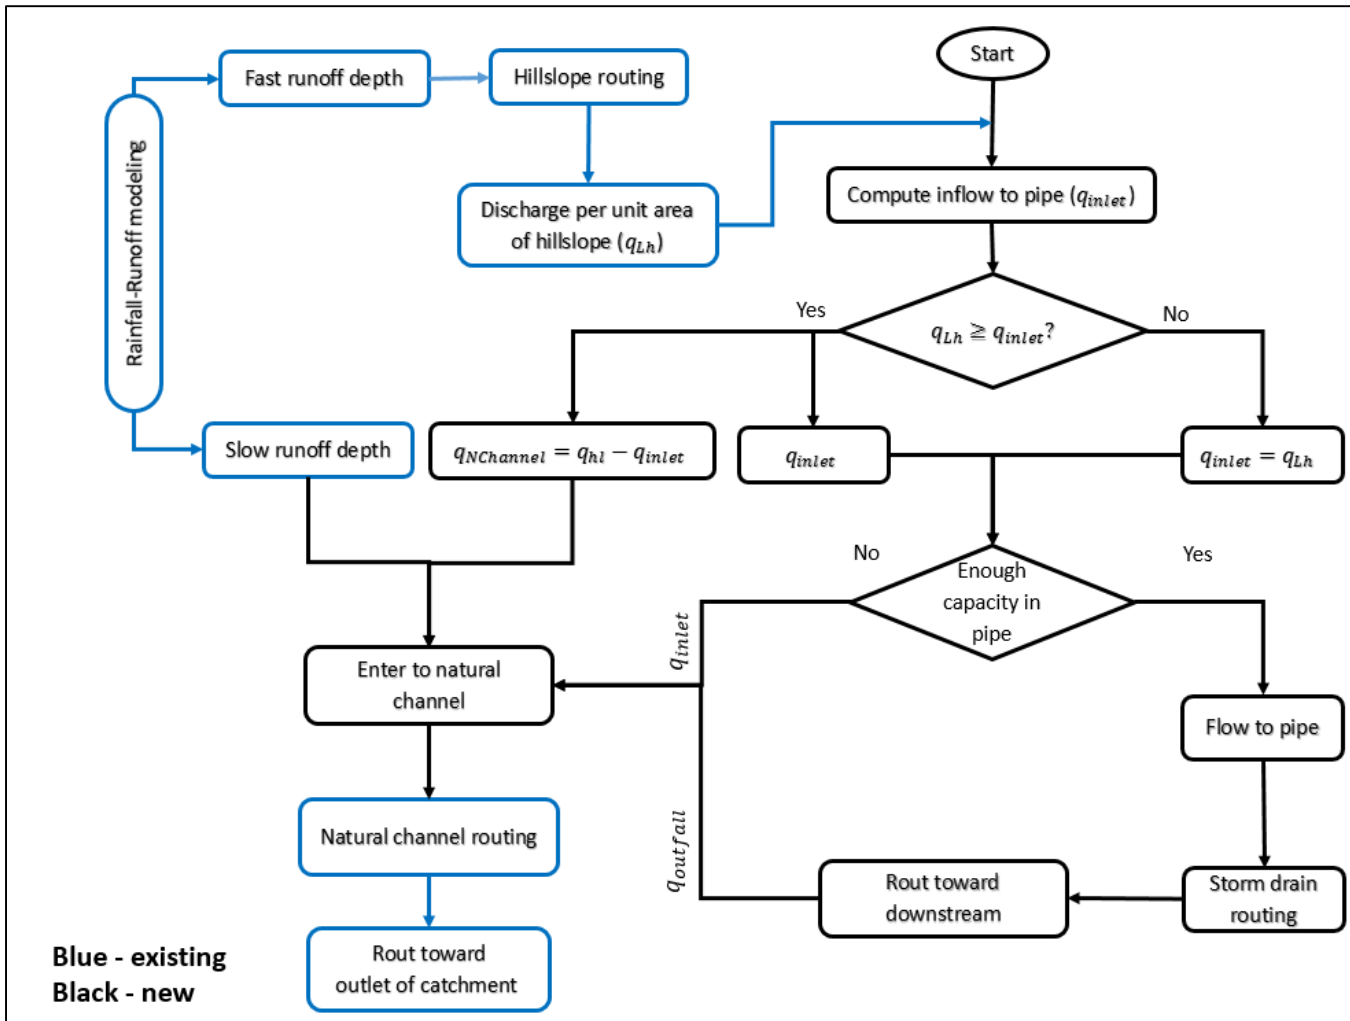 Start
Fast runoff depth
Hillslope routing
Rainfall-Runoff modeling
Compute inflow to pipe (q_inlet)
Discharge per unit area
of hillslope (q_Lh)
Yes
No
q_Lh ≧ q_inlet?
Slow runoff depth
q_NChannel = q_hl − q_inlet
q_inlet
q_inlet = q_Lh
No
Yes
Enough
capacity in
pipe
q_inlet
Enter to natural
channel
Flow to pipe
Natural channel routing
q_outfall
Rout toward
downstream
Storm drain
routing
Rout toward
outlet of catchment
Blue - existing
Black - new